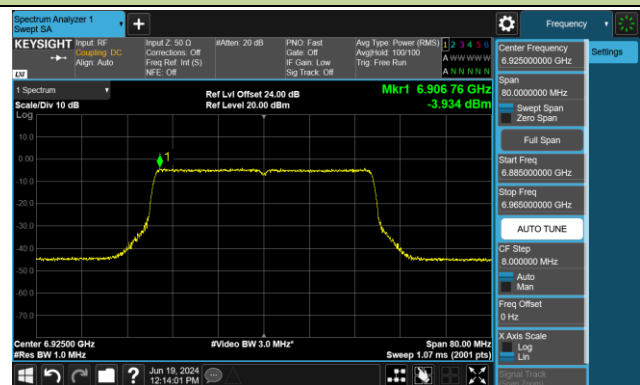 Spectrum Analyzer 1
Swept SA
Frequency
KEYSIGHT
Input: RF
Coupling: DC
Align: Auto
Input Z: 50 Ω
Corrections: Off
Freq Ref: Int (S)
NFE: Off
#Atten: 20 dB
PNO: Fast
Gate: Off
IF Gain: Low
Sig Track: Off
Avg Type: Power (RMS)
Avg|Hold: 100/100
Trig: Free Run
1 2 3 4 5 6
A W W W W W
A N N N N N
LU
1 Spectrum
Scale/Div 10 dB
Log
Ref Lvl Offset 24.00 dB
Ref Level 20.00 dBm
Mkr1 6.906 76 GHz
-3.934 dBm
10.0
0.00
-10.0
-20.0
-30.0
-40.0
-50.0
-60.0
-70.0
1
Center 6.92500 GHz
#Res BW 1.0 MHz
#Video BW 3.0 MHz*
Span 80.00 MHz
Sweep 1.07 ms (2001 pts)
Jun 19, 2024
12:14:01 PM
Center Frequency
6.925000000 GHz
Settings
Span
80.0000000 MHz
Swept Span
Zero Span
Full Span
Start Freq
6.885000000 GHz
Stop Freq
6.965000000 GHz
AUTO TUNE
CF Step
8.000000 MHz
Auto
Man
Freq Offset
0 Hz
X Axis Scale
Log
Lin
Signal Track